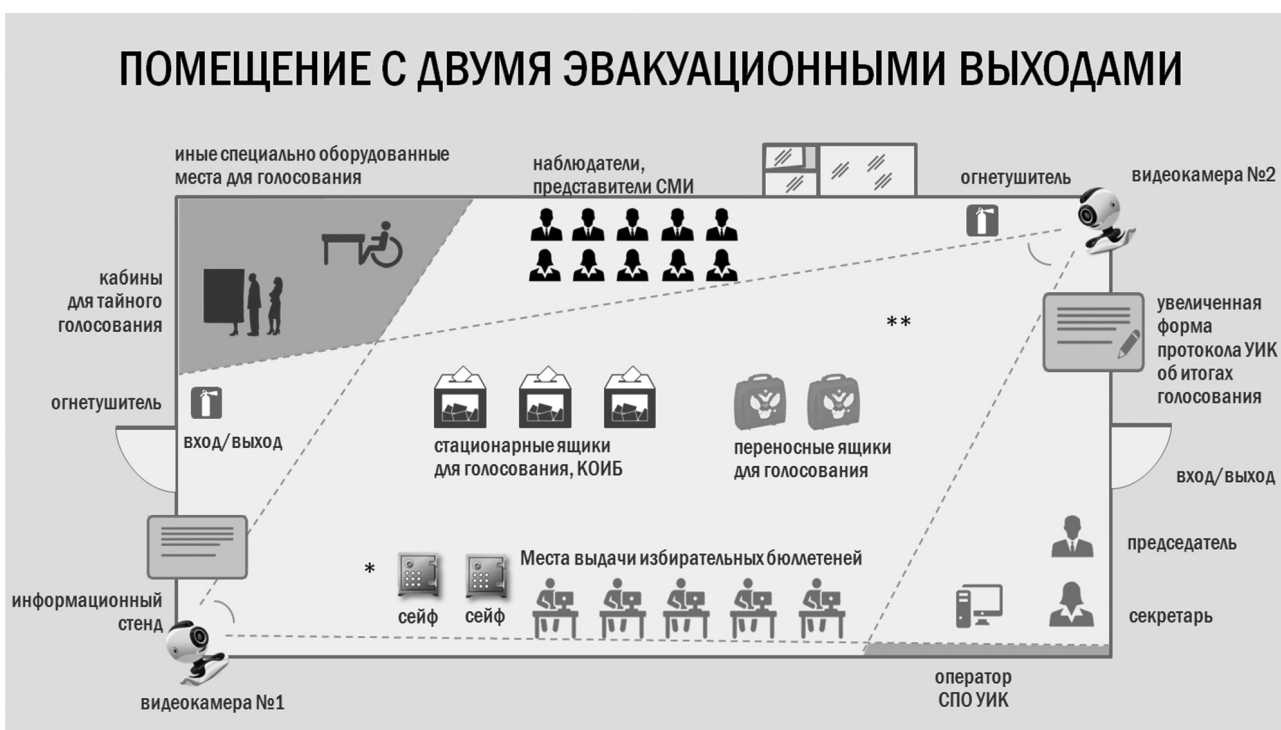 ПОМЕЩЕНИЕ С ДВУМЯ ЭВАКУАЦИОННЫМИ ВЫХОДАМИ
иные специально оборудованные
места для голосования
наблюдатели,
представители СМИ
огнетушитель
видеокамера №2
кабины
для тайного
голосования
увеличенная
форма
протокола УИК
об итогах
голосования
**
огнетушитель
вход/выход
стационарные ящики
для голосования, КОИБ
переносные ящики
для голосования
вход/выход
председатель
Места выдачи избирательных бюллетеней
*
сейф
сейф
информационный
стенд
секретарь
видеокамера №1
оператор
СПО УИК